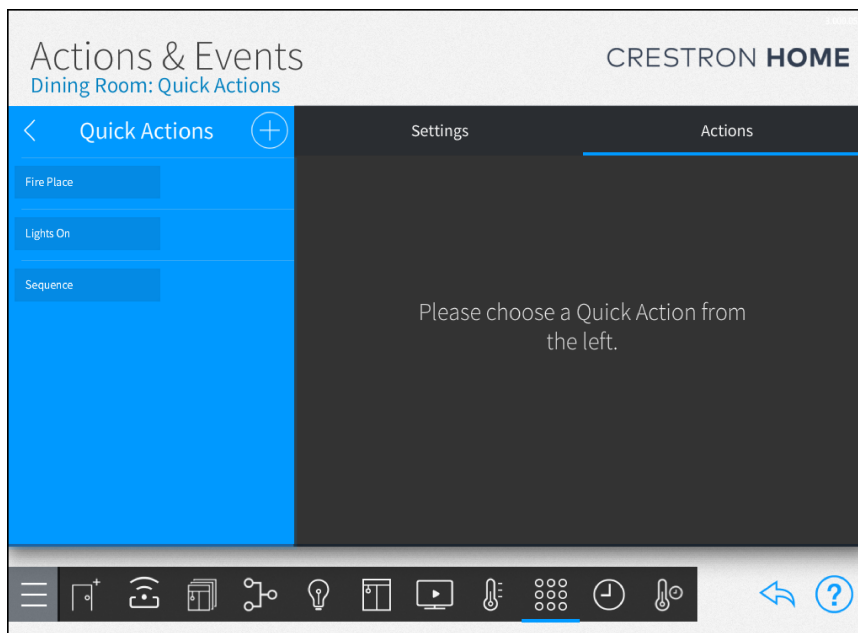 Actions & Events
Dining Room: Quick Actions
CRESTRON HOME
Quick Actions
Settings
Actions
Fire Place
Lights On
Sequence
Please choose a Quick Action from
the left.
?